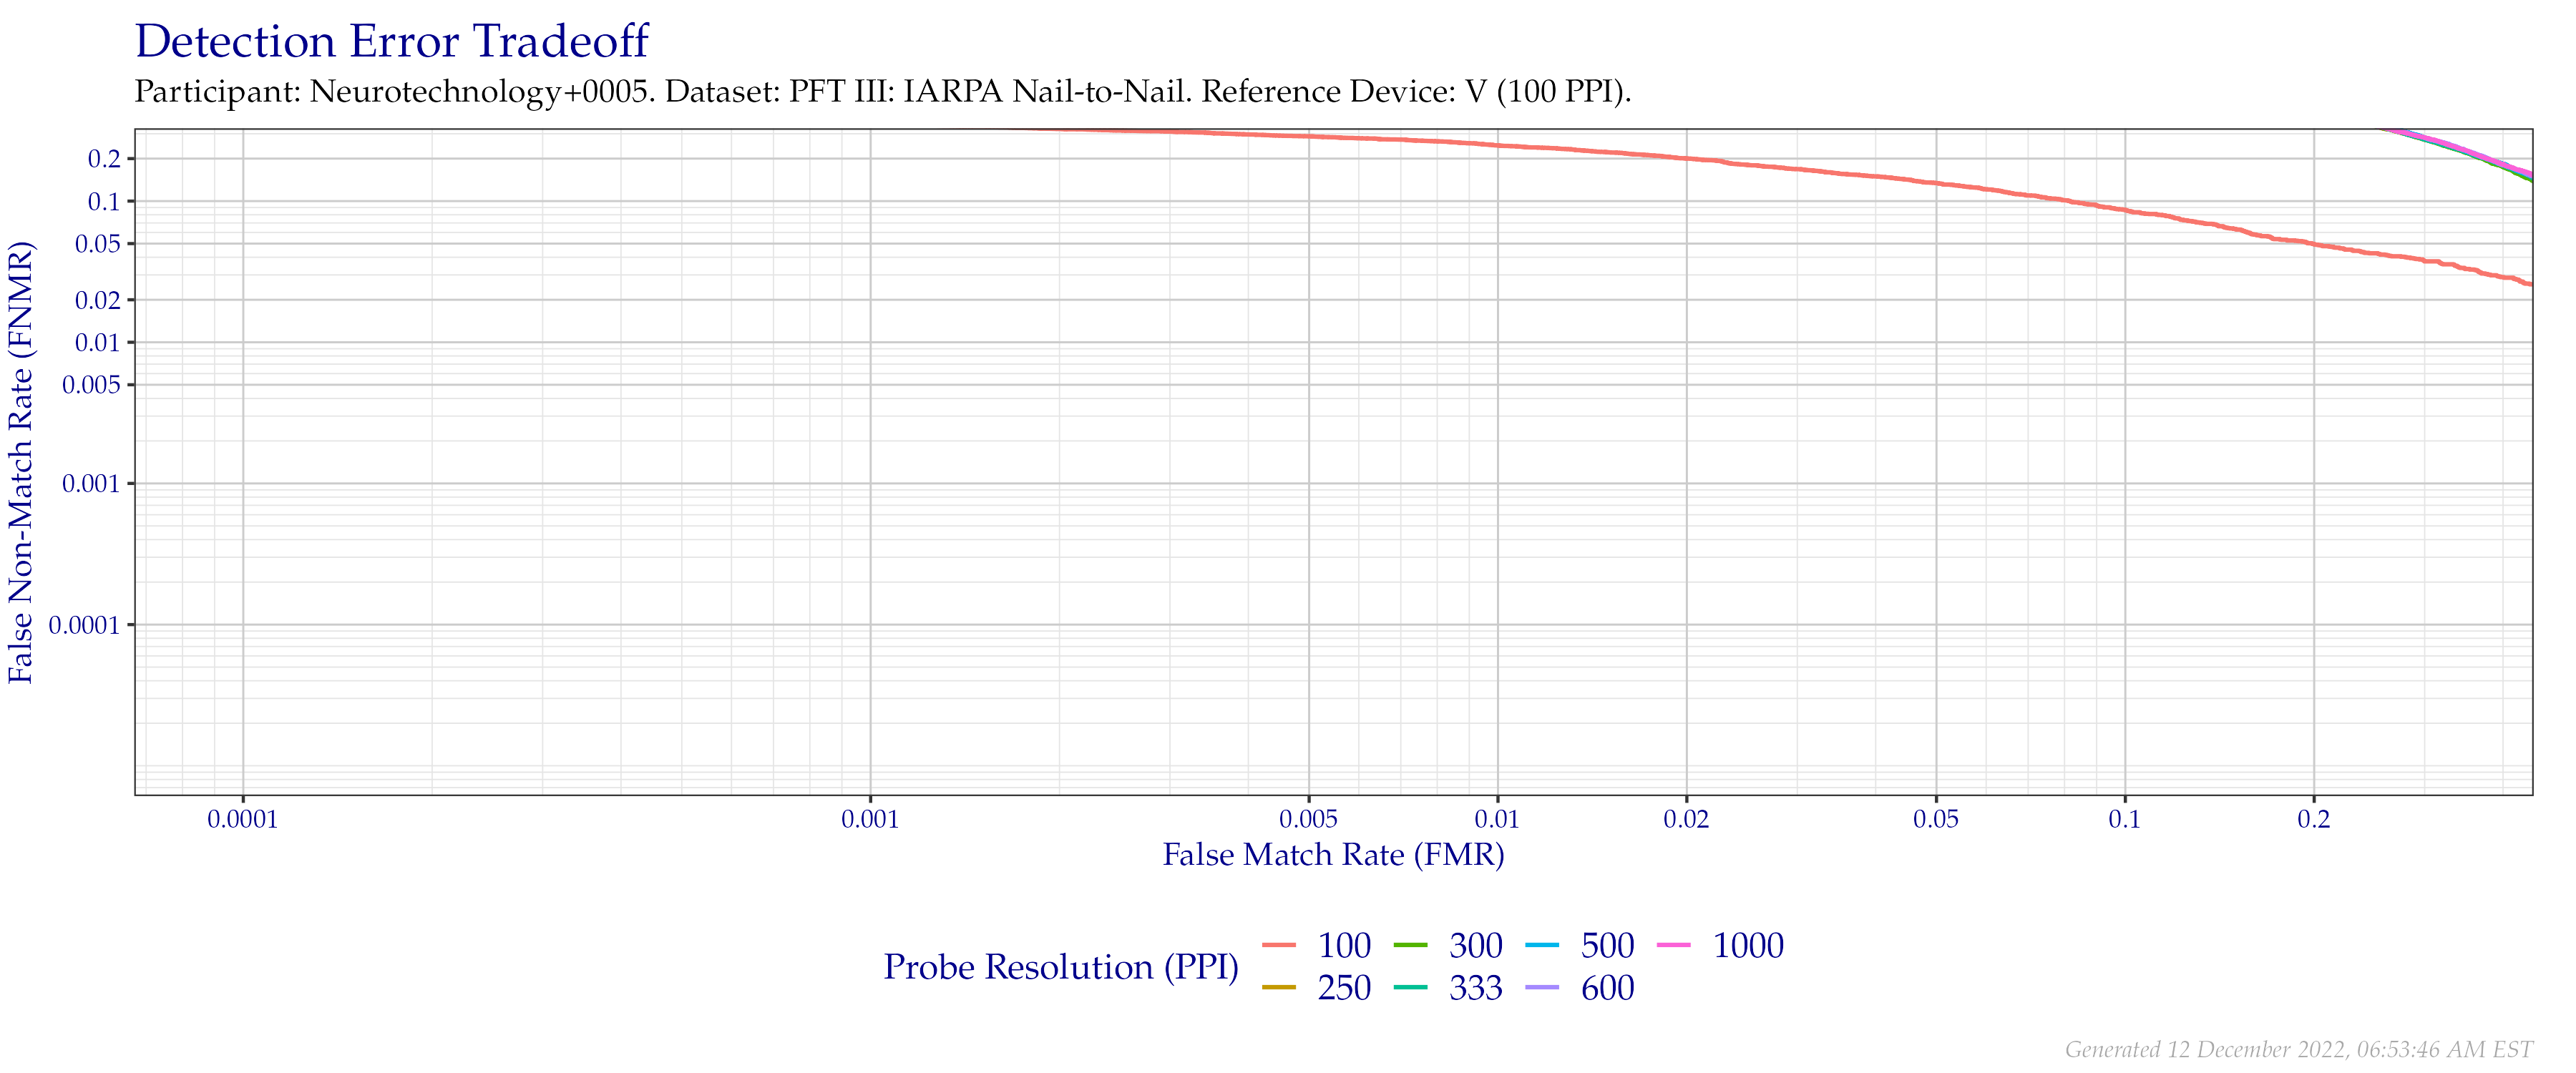 Detection Error Tradeoff
Participant: Neurotechnology+0005. Dataset: PFT III: IARPA Nail-to-Nail. Reference Device: V (100 PPI).
False Non-Match Rate (FNMR)
0.2
0.1
0.05
0.02
0.01
0.005
0.001
0.0001
0.0001 0.001 0.005 0.01 0.02 0.05 0.1 0.2
False Match Rate (FMR)
Probe Resolution (PPI)
100 300 500 1000
250 333 600
Generated 12 December 2022, 06:53:46 AM EST